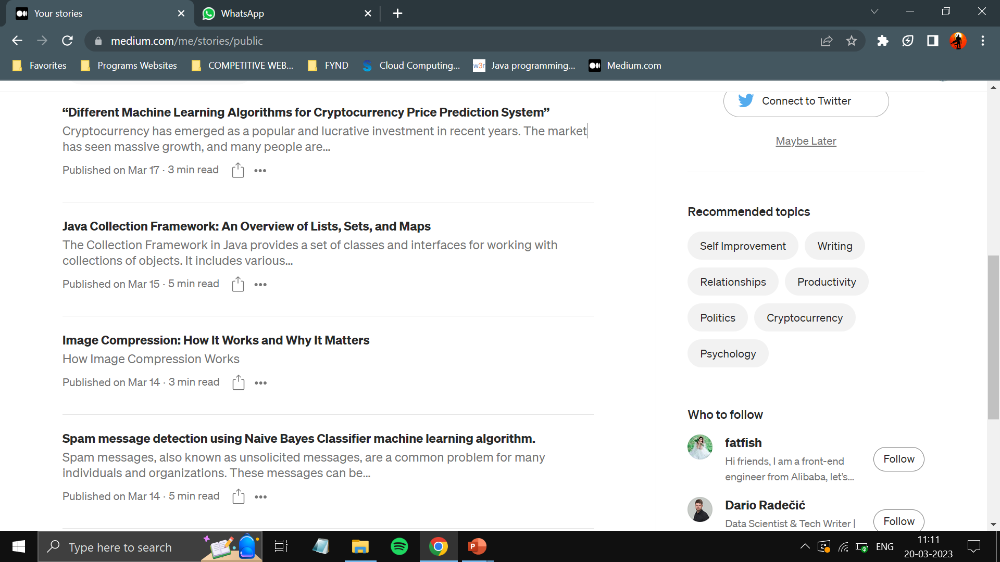 Your stories
WhatsApp
medium.com/me/stories/public
Favorites
Programs Websites
COMPETITIVE WEB...
FYND
Cloud Computing...
w3r
Java programming...
Medium.com
“Different Machine Learning Algorithms for Cryptocurrency Price Prediction System”
Cryptocurrency has emerged as a popular and lucrative investment in recent years. The market
has seen massive growth, and many people are...
Published on Mar 17 · 3 min read
Java Collection Framework: An Overview of Lists, Sets, and Maps
The Collection Framework in Java provides a set of classes and interfaces for working with
collections of objects. It includes various...
Published on Mar 15 · 5 min read
Image Compression: How It Works and Why It Matters
How Image Compression Works
Published on Mar 14 · 3 min read
Spam message detection using Naive Bayes Classifier machine learning algorithm.
Spam messages, also known as unsolicited messages, are a common problem for many
individuals and organizations. These messages can be...
Published on Mar 14 · 5 min read
Connect to Twitter
Maybe Later
Recommended topics
Self Improvement
Writing
Relationships
Productivity
Politics
Cryptocurrency
Psychology
Who to follow
fatfish
Hi friends, I am a front-end
engineer from Alibaba, let’s...
Follow
Dario Radečić
Data Scientist & Tech Writer |
Follow
Type here to search
P
ENG
11:11
20-03-2023